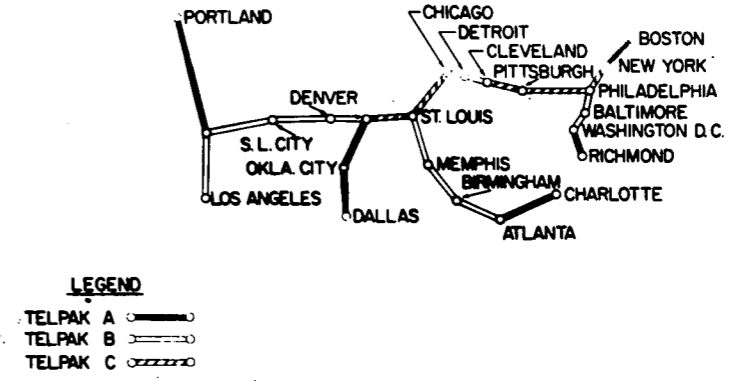 PORTLAND
CHICAGO
DETROIT
CLEVELAND
PITTSBURGH
BOSTON
NEW YORK
PHILADELPHIA
BALTIMORE
WASHINGTON D.C.
RICHMOND
DENVER
ST. LOUIS
S.L. CITY
OKLA. CITY
MEMPHIS
BIRMINGHAM
LOS ANGELES
DALLAS
CHARLOTTE
ATLANTA
LEGEND
TELPAK A
TELPAK B
TELPAK C